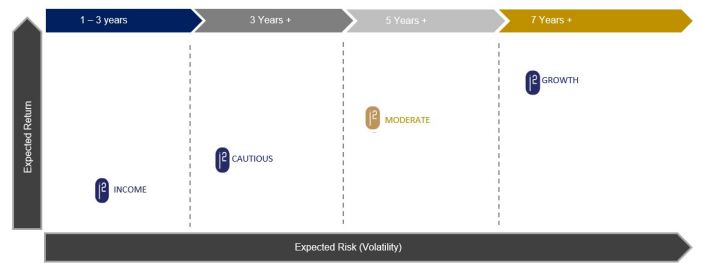 1 – 3 years
3 Years +
5 Years +
7 Years +
Expected Return
GROWTH
MODERATE
CAUTIOUS
INCOME
Expected Risk (Volatility)